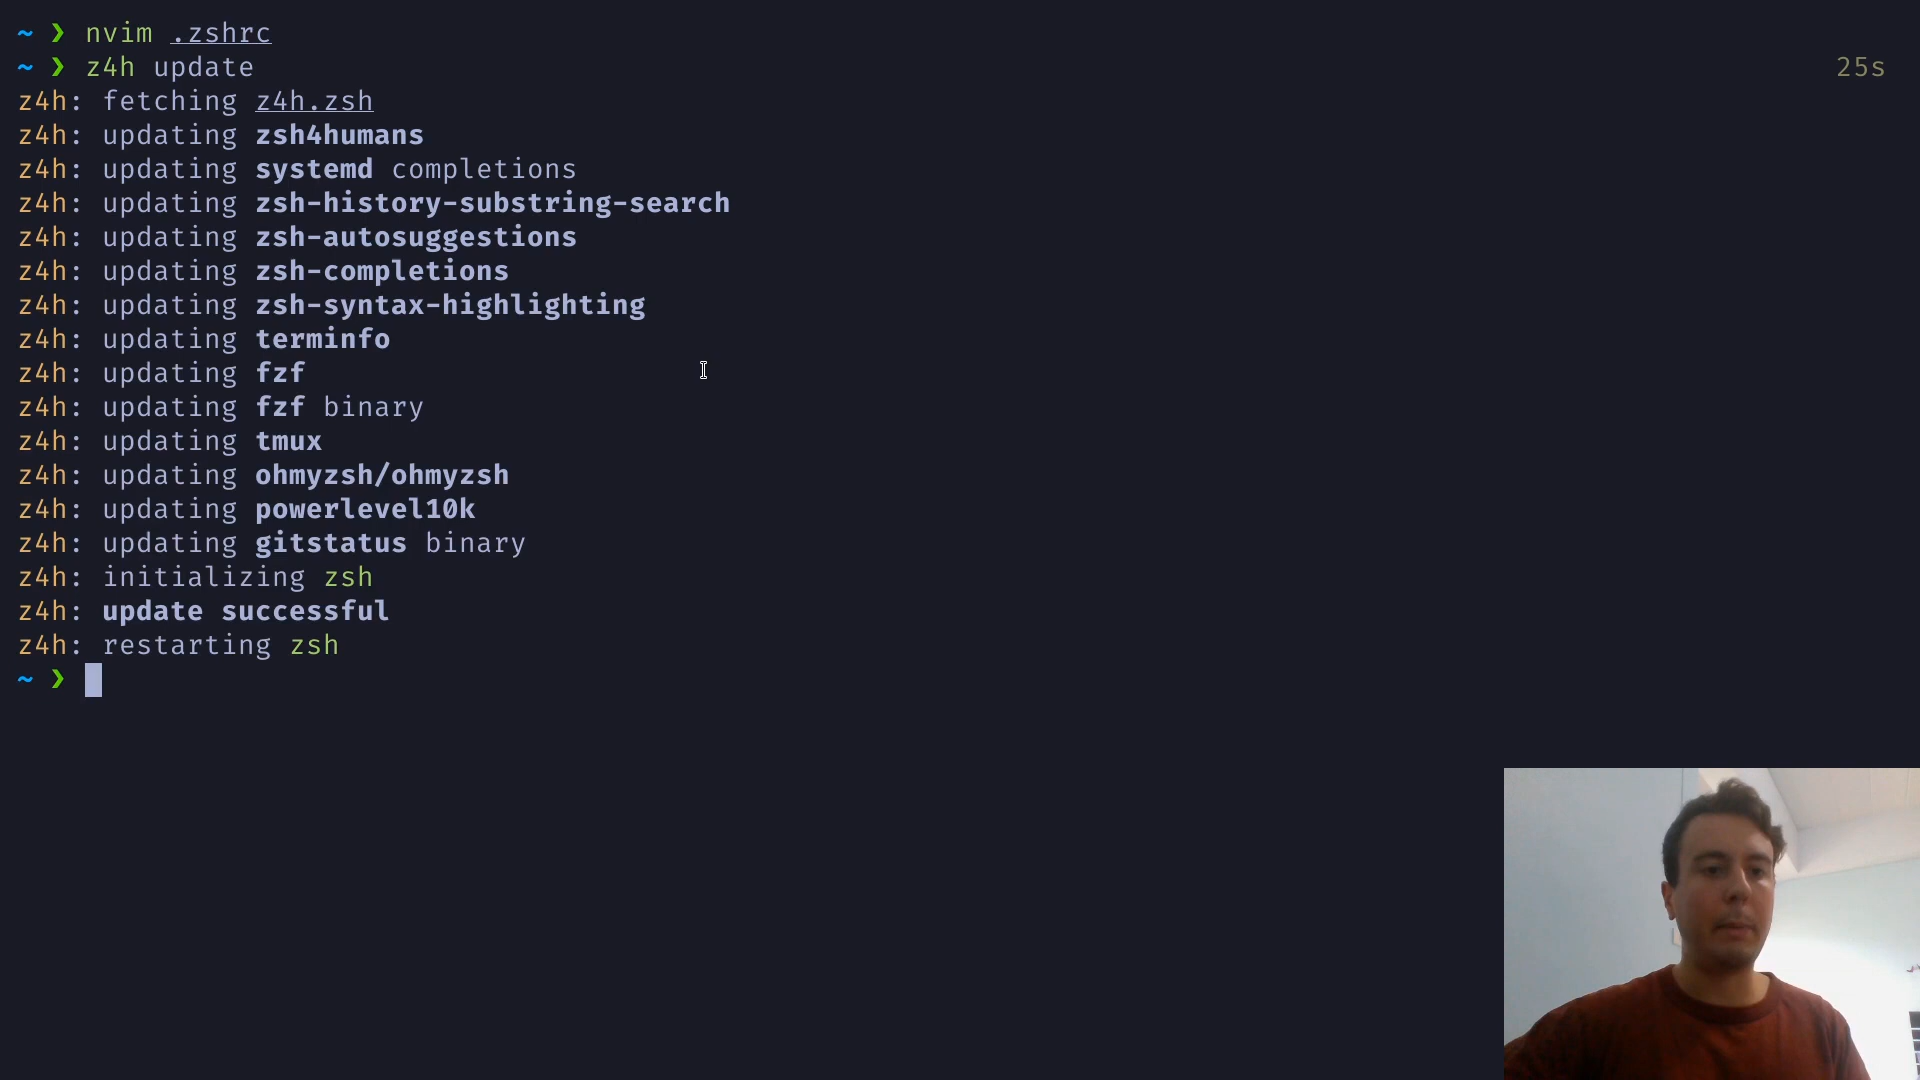 ~ ❯ nvim .zshrc
~ ❯ z4h update 25s
z4h: fetching z4h.zsh
z4h: updating zsh4humans
z4h: updating systemd completions
z4h: updating zsh-history-substring-search
z4h: updating zsh-autosuggestions
z4h: updating zsh-completions
z4h: updating zsh-syntax-highlighting
z4h: updating terminfo
z4h: updating fzf
z4h: updating fzf binary
z4h: updating tmux
z4h: updating ohmyzsh/ohmyzsh
z4h: updating powerlevel10k
z4h: updating gitstatus binary
z4h: initializing zsh
z4h: update successful
z4h: restarting zsh
~ ❯